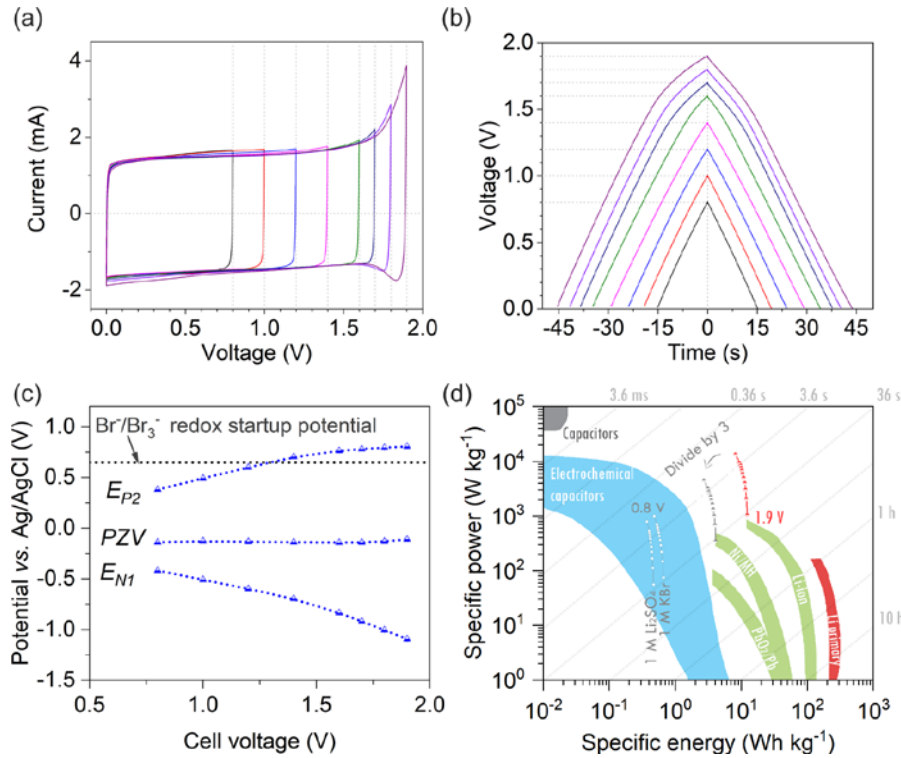 (a)
4
2
0
-2
Current (mA)
0.0 0.5 1.0 1.5 2.0
Voltage (V)
(b)
2.0
1.5
1.0
0.5
0.0
Voltage (V)
-45 -30 -15 0 15 30 45
Time (s)
(c)
1.0
0.5
0.0
-0.5
-1.0
-1.5
Potential vs. Ag/AgCl (V)
Br⁻/Br₃⁻ redox startup potential
E_P2
PZV
E_N1
0.5 1.0 1.5 2.0
Cell voltage (V)
(d)
3.6 ms 0.36 s 3.6 s 36 s
1 h
10 h
10⁵
10⁴
10³
10²
10¹
10⁰
Specific power (W kg⁻¹)
Capacitors
Divide by 3
Electrochemical
capacitors
0.8 V
1.9 V
1 M Li₂SO₄
1 M KBr
Ni/MH
PbO₂/Pb
Li-ion
Li primary
10⁻² 10⁻¹ 10⁰ 10¹ 10² 10³
Specific energy (Wh kg⁻¹)